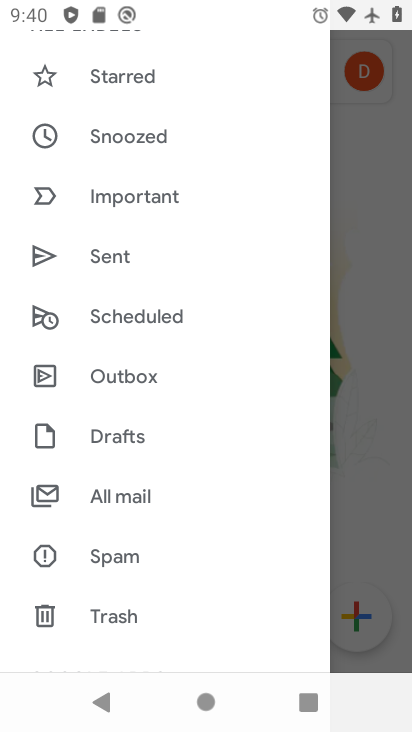 9:40
Starred
D
Snoozed
Important
Sent
Scheduled
Outbox
Drafts
All mail
Spam
Trash